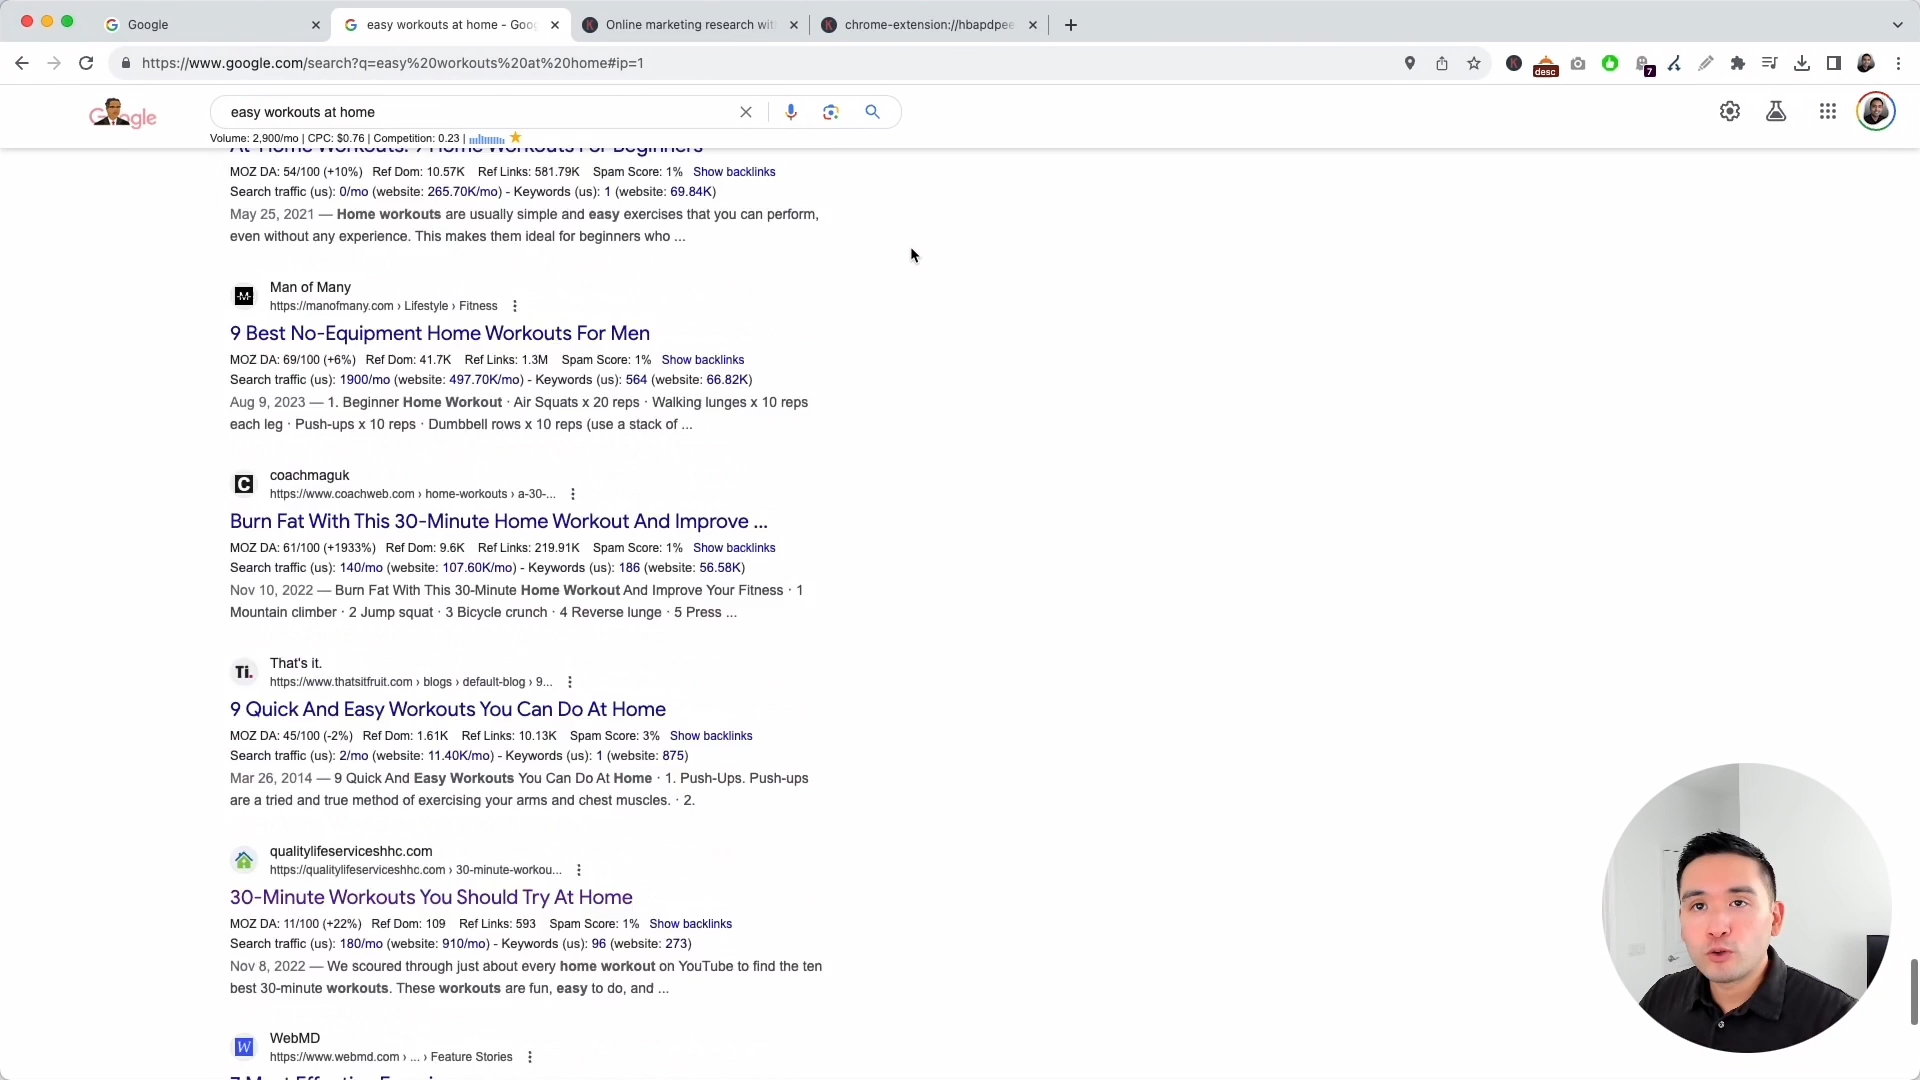 Google
easy workouts at home - Goog
Online marketing research wit
chrome-extension://hbapdpee
https://www.google.com/search?q=easy%20workouts%20at%20home#ip=1
desc
7
Google
easy workouts at home
Volume: 2,900/mo | CPC: $0.76 | Competition: 0.23 |
At-Home Workouts: 9 Home Workouts For Beginners
MOZ DA: 54/100 (+10%) Ref Dom: 10.57K Ref Links: 581.79K Spam Score: 1% Show backlinks
Search traffic (us): 0/mo (website: 265.70K/mo) - Keywords (us): 1 (website: 69.84K)
May 25, 2021 — Home workouts are usually simple and easy exercises that you can perform,
even without any experience. This makes them ideal for beginners who ...
Man of Many
https://manofmany.com › Lifestyle › Fitness
9 Best No-Equipment Home Workouts For Men
MOZ DA: 69/100 (+6%) Ref Dom: 41.7K Ref Links: 1.3M Spam Score: 1% Show backlinks
Search traffic (us): 1900/mo (website: 497.70K/mo) - Keywords (us): 564 (website: 66.82K)
Aug 9, 2023 — 1. Beginner Home Workout · Air Squats x 20 reps · Walking lunges x 10 reps
each leg · Push-ups x 10 reps · Dumbbell rows x 10 reps (use a stack of ...
C
coachmaguk
https://www.coachweb.com › home-workouts › a-30-...
Burn Fat With This 30-Minute Home Workout And Improve ...
MOZ DA: 61/100 (+1933%) Ref Dom: 9.6K Ref Links: 219.91K Spam Score: 1% Show backlinks
Search traffic (us): 140/mo (website: 107.60K/mo) - Keywords (us): 186 (website: 56.58K)
Nov 10, 2022 — Burn Fat With This 30-Minute Home Workout And Improve Your Fitness · 1
Mountain climber · 2 Jump squat · 3 Bicycle crunch · 4 Reverse lunge · 5 Press ...
Ti.
That's it.
https://www.thatsitfruit.com › blogs › default-blog › 9...
9 Quick And Easy Workouts You Can Do At Home
MOZ DA: 45/100 (-2%) Ref Dom: 1.61K Ref Links: 10.13K Spam Score: 3% Show backlinks
Search traffic (us): 2/mo (website: 11.40K/mo) - Keywords (us): 1 (website: 875)
Mar 26, 2014 — 9 Quick And Easy Workouts You Can Do At Home · 1. Push-Ups. Push-ups
are a tried and true method of exercising your arms and chest muscles. · 2.
qualitylifeserviceshhc.com
https://qualitylifeserviceshhc.com › 30-minute-workou...
30-Minute Workouts You Should Try At Home
MOZ DA: 11/100 (+22%) Ref Dom: 109 Ref Links: 593 Spam Score: 1% Show backlinks
Search traffic (us): 180/mo (website: 910/mo) - Keywords (us): 96 (website: 273)
Nov 8, 2022 — We scoured through just about every home workout on YouTube to find the ten
best 30-minute workouts. These workouts are fun, easy to do, and ...
W
WebMD
https://www.webmd.com › ... › Feature Stories
7 Most Effective